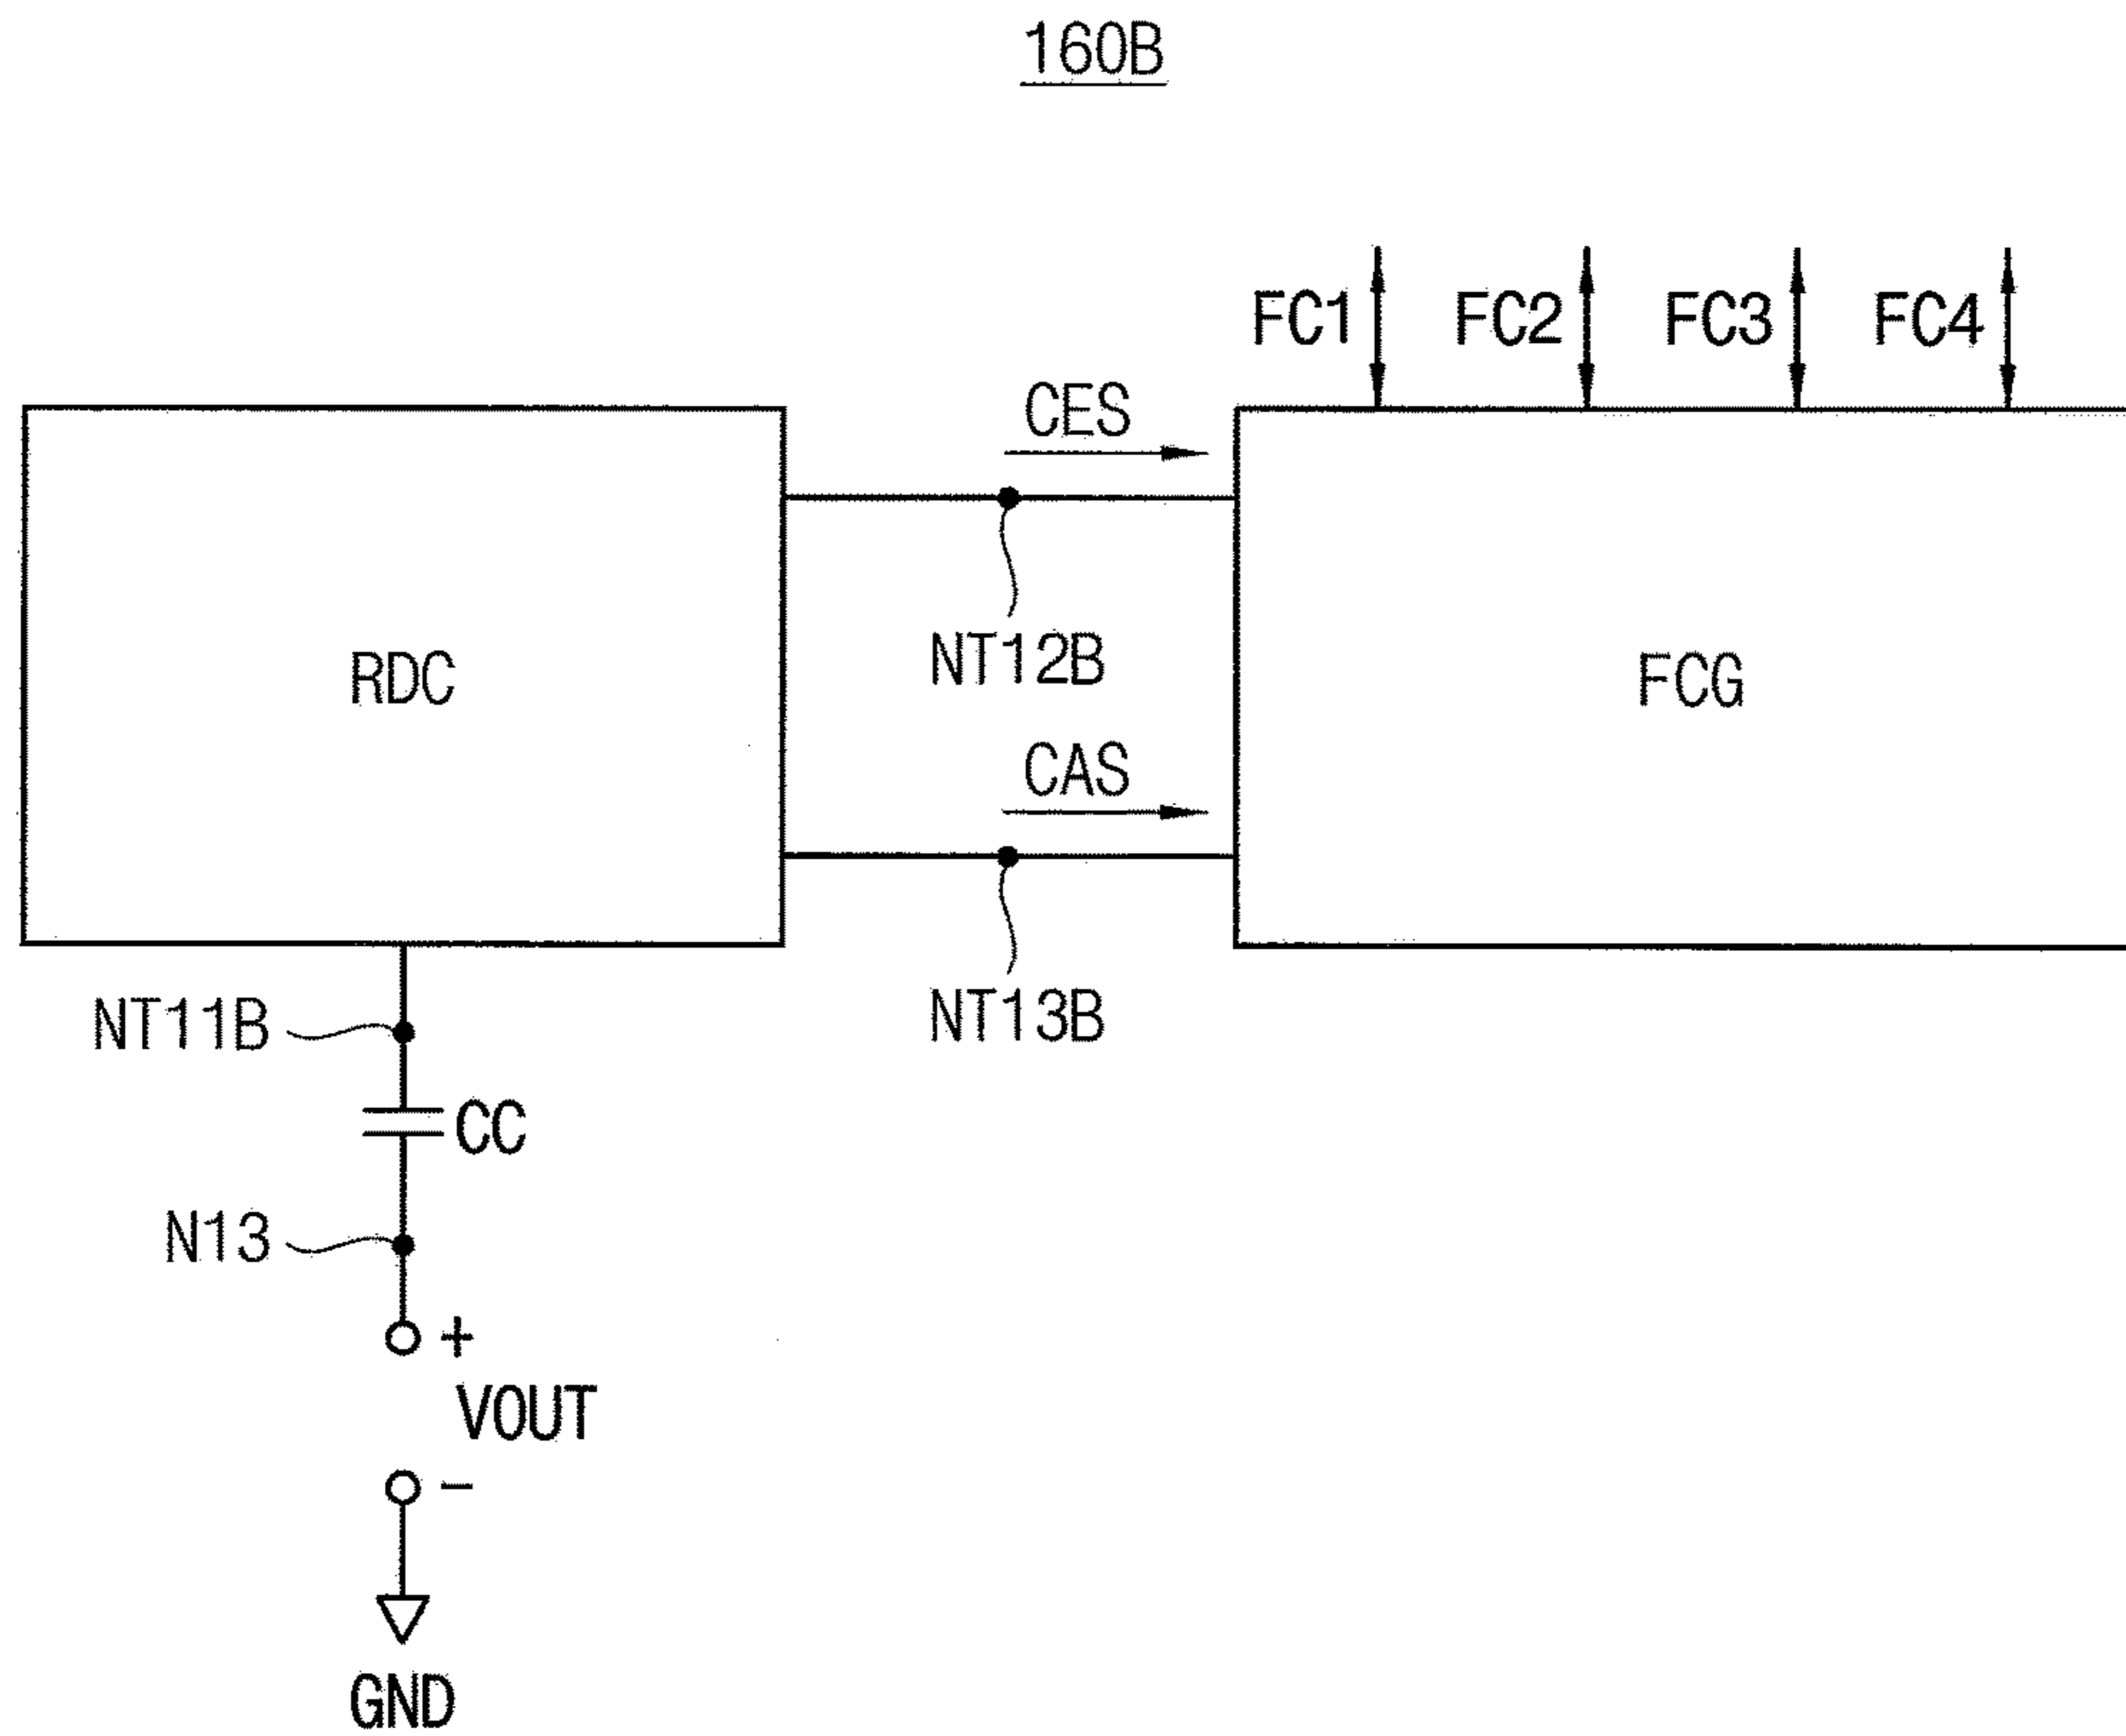 160B
FC1 FC2 FC3 FC4
CES
NT12B
RDC
FCG
CAS
NT13B
NT11B
CC
N13
+
VOUT
-
GND